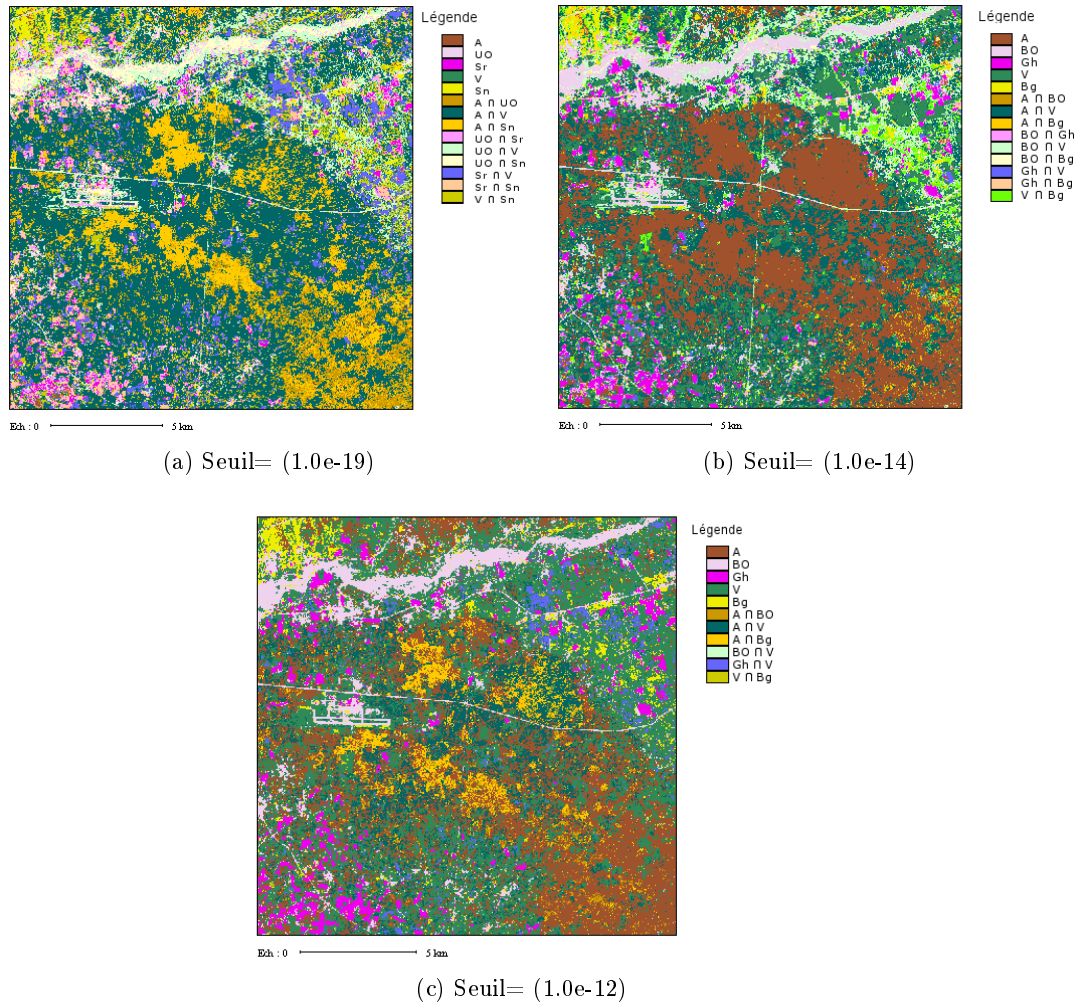 Légende
A
UO
Sr
V
Sn
A ∩ UO
A ∩ V
A ∩ Sn
UO ∩ Sr
UO ∩ V
UO ∩ Sn
Sr ∩ V
Sr ∩ Sn
V ∩ Sn
Ech : 0 5 km
(a) Seuil= (1.0e-19)
Légende
A
BO
Gh
V
Bg
A ∩ BO
A ∩ V
A ∩ Bg
BO ∩ Gh
BO ∩ V
BO ∩ Bg
Gh ∩ V
Gh ∩ Bg
V ∩ Bg
Ech : 0 5 km
(b) Seuil= (1.0e-14)
Légende
A
BO
Gh
V
Bg
A ∩ BO
A ∩ V
A ∩ Bg
BO ∩ V
Gh ∩ V
V ∩ Bg
Ech : 0 5 km
(c) Seuil= (1.0e-12)